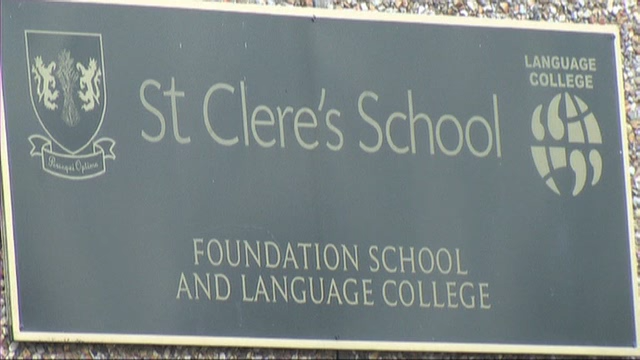 LANGUAGE
COLLEGE
St Clere's School
FOUNDATION SCHOOL
AND LANGUAGE COLLEGE